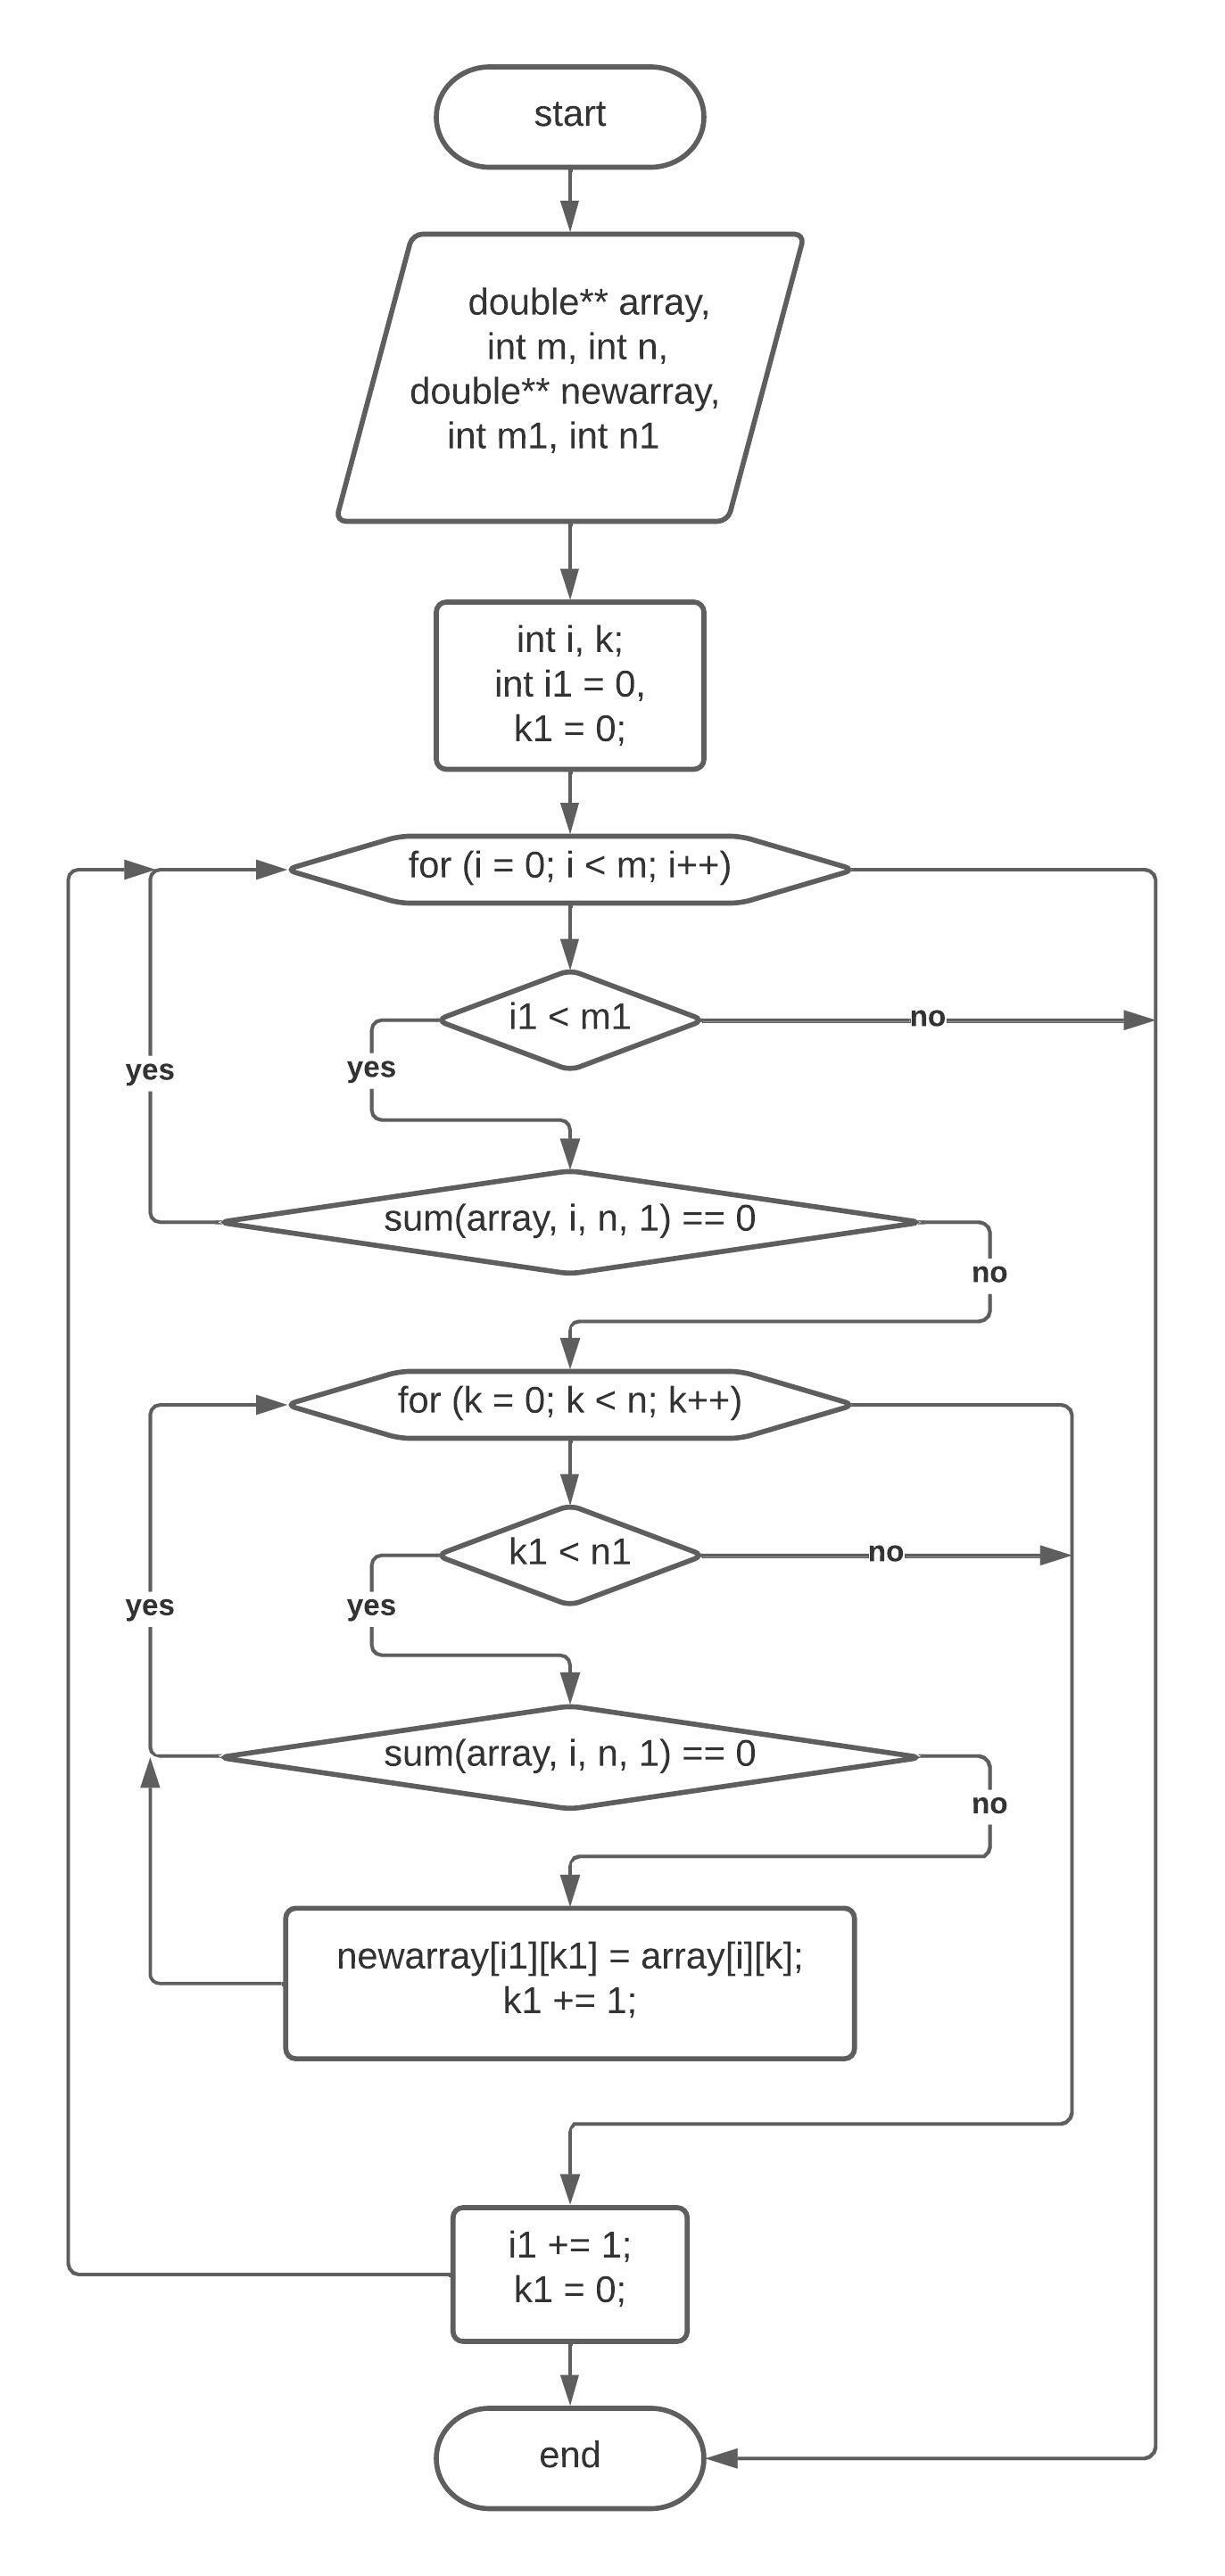 start
double** array,
int m, int n,
double** newarray,
int m1, int n1
int i, k;
int i1 = 0,
k1 = 0;
for (i = 0; i < m; i++)
i1 < m1
no
yes
yes
sum(array, i, n, 1) == 0
no
for (k = 0; k < n; k++)
k1 < n1
no
yes
yes
sum(array, i, n, 1) == 0
no
newarray[i1][k1] = array[i][k];
k1 += 1;
i1 += 1;
k1 = 0;
end